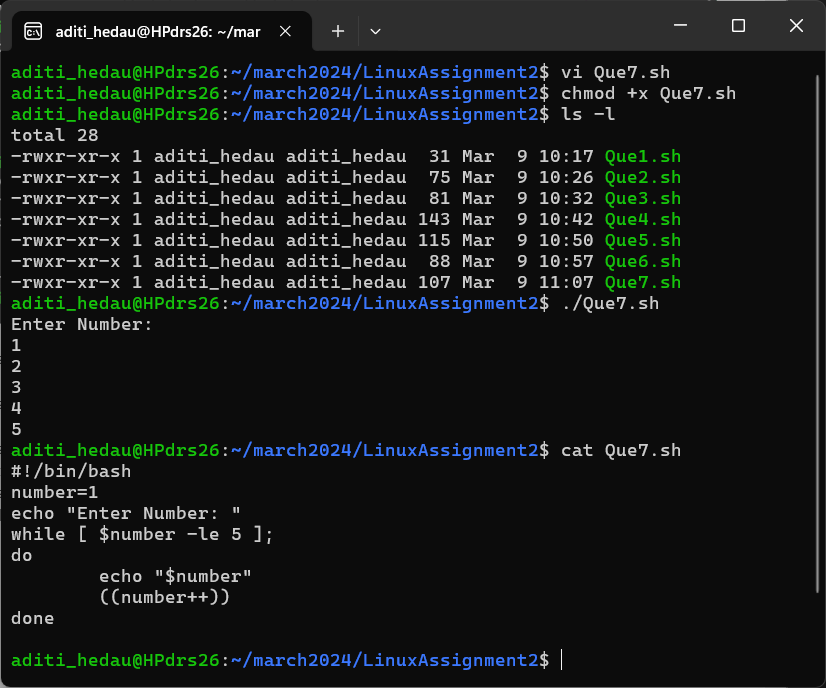 aditi_hedau@HPdrs26: ~/mar
aditi_hedau@HPdrs26:~/march2024/LinuxAssignment2$ vi Que7.sh
aditi_hedau@HPdrs26:~/march2024/LinuxAssignment2$ chmod +x Que7.sh
aditi_hedau@HPdrs26:~/march2024/LinuxAssignment2$ ls -l
total 28
-rwxr-xr-x 1 aditi_hedau aditi_hedau  31 Mar  9 10:17 Que1.sh
-rwxr-xr-x 1 aditi_hedau aditi_hedau  75 Mar  9 10:26 Que2.sh
-rwxr-xr-x 1 aditi_hedau aditi_hedau  81 Mar  9 10:32 Que3.sh
-rwxr-xr-x 1 aditi_hedau aditi_hedau 143 Mar  9 10:42 Que4.sh
-rwxr-xr-x 1 aditi_hedau aditi_hedau 115 Mar  9 10:50 Que5.sh
-rwxr-xr-x 1 aditi_hedau aditi_hedau  88 Mar  9 10:57 Que6.sh
-rwxr-xr-x 1 aditi_hedau aditi_hedau 107 Mar  9 11:07 Que7.sh
aditi_hedau@HPdrs26:~/march2024/LinuxAssignment2$ ./Que7.sh
Enter Number:
1
2
3
4
5
aditi_hedau@HPdrs26:~/march2024/LinuxAssignment2$ cat Que7.sh
#!/bin/bash
number=1
echo "Enter Number: "
while [ $number -le 5 ];
do
        echo "$number"
        ((number++))
done

aditi_hedau@HPdrs26:~/march2024/LinuxAssignment2$